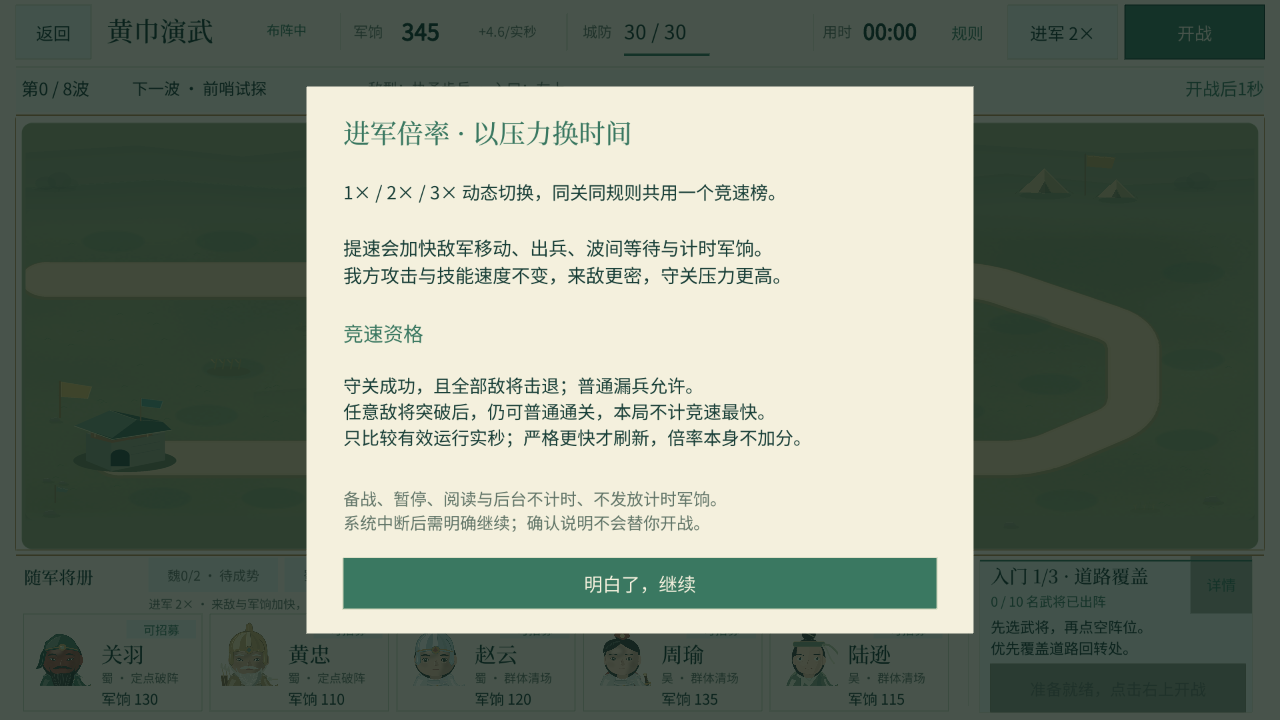 返回
黄巾演武
布阵中
军饷
345
+4.6/实秒
城防
30 / 30
用时
00:00
规则
进军 2×
开战
第0 / 8波
下一波 · 前哨试探
开战后1秒
进军倍率 · 以压力换时间
1× / 2× / 3× 动态切换，同关同规则共用一个竞速榜。
提速会加快敌军移动、出兵、波间等待与计时军饷。
我方攻击与技能速度不变，来敌更密，守关压力更高。
竞速资格
守关成功，且全部敌将击退；普通漏兵允许。
任意敌将突破后，仍可普通通关，本局不计竞速最快。
只比较有效运行实秒；严格更快才刷新，倍率本身不加分。
备战、暂停、阅读与后台不计时、不发放计时军饷。
系统中断后需明确继续；确认说明不会替你开战。
明白了，继续
随军将册
魏0/2 · 待成势
进军 2× · 来敌与军饷加快，
可招募
关羽
蜀 · 定点破阵
军饷 130
黄忠
蜀 · 定点破阵
军饷 110
赵云
蜀 · 群体清场
军饷 120
周瑜
吴 · 群体清场
军饷 135
陆逊
吴 · 群体清场
军饷 115
入门 1/3 · 道路覆盖
详情
0 / 10 名武将已出阵
先选武将，再点空阵位。
优先覆盖道路回转处。
准备就绪，点击右上开战